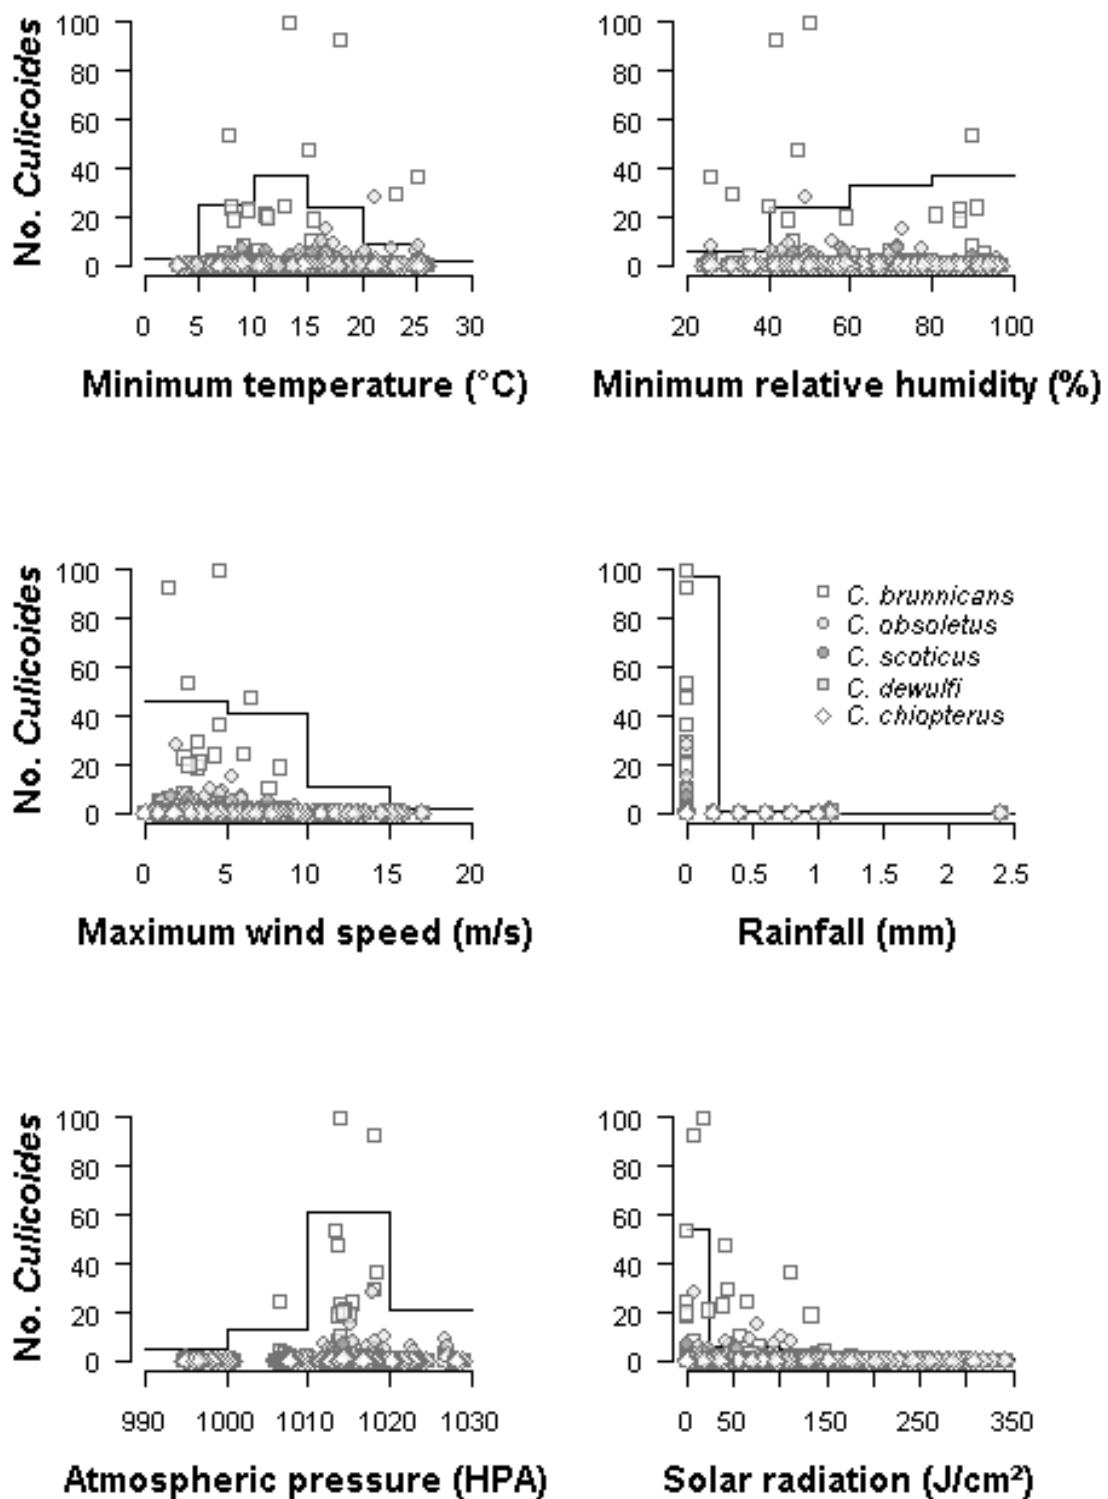 No. Culicoides
100
80
60
40
20
0
0 5 10 15 20 25 30
Minimum temperature (°C)
100
80
60
40
20
0
20 40 60 80 100
Minimum relative humidity (%)
No. Culicoides
100
80
60
40
20
0
0 5 10 15 20
Maximum wind speed (m/s)
100
80
60
40
20
0
C. brunnicans
C. obsoletus
C. scoticus
C. dewulfi
C. chiopterus
0 0.5 1 1.5 2 2.5
Rainfall (mm)
No. Culicoides
100
80
60
40
20
0
990 1000 1010 1020 1030
Atmospheric pressure (HPA)
100
80
60
40
20
0
0 50 150 250 350
Solar radiation (J/cm²)